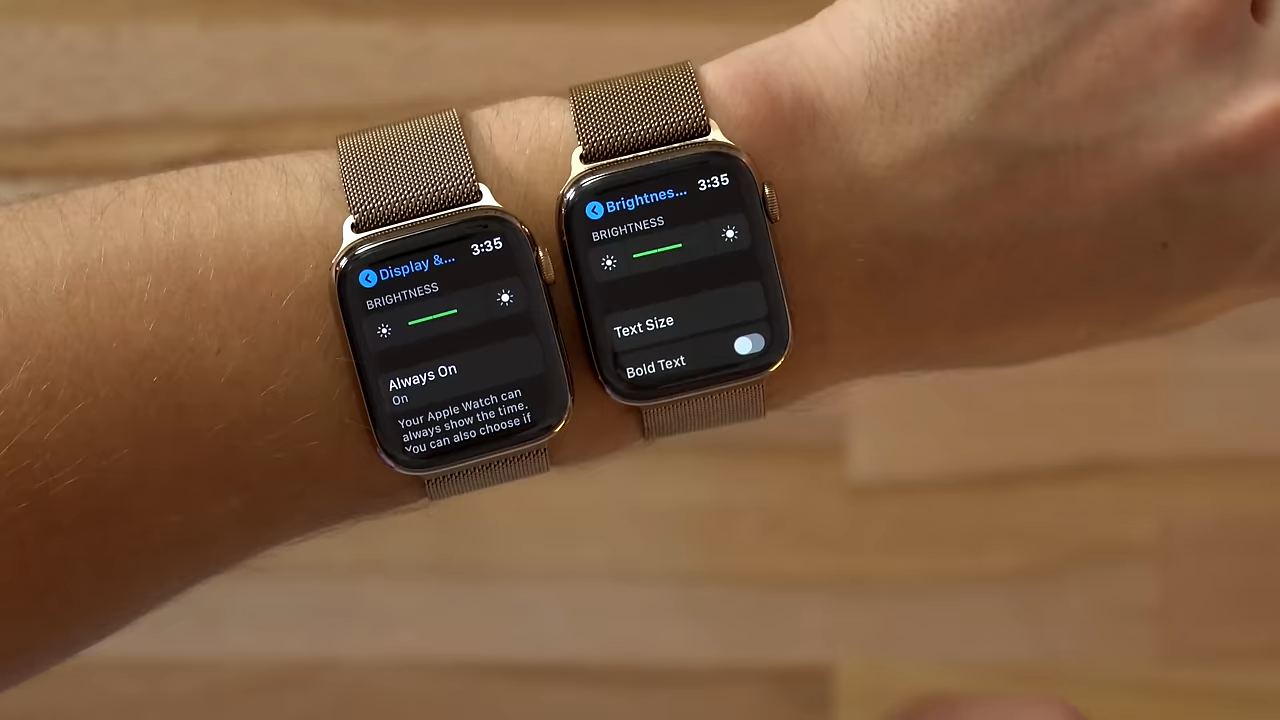 Display &...
3:35
BRIGHTNESS
Always On
On
Your Apple Watch can
always show the time.
You can also choose if
Brightnes...
3:35
BRIGHTNESS
Text Size
Bold Text